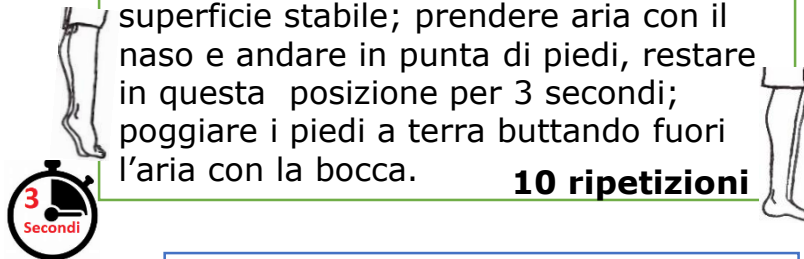 superficie stabile; prendere aria con il
naso e andare in punta di piedi, restare
in questa posizione per 3 secondi;
poggiare i piedi a terra buttando fuori
l'aria con la bocca.
10 ripetizioni
3
Secondi